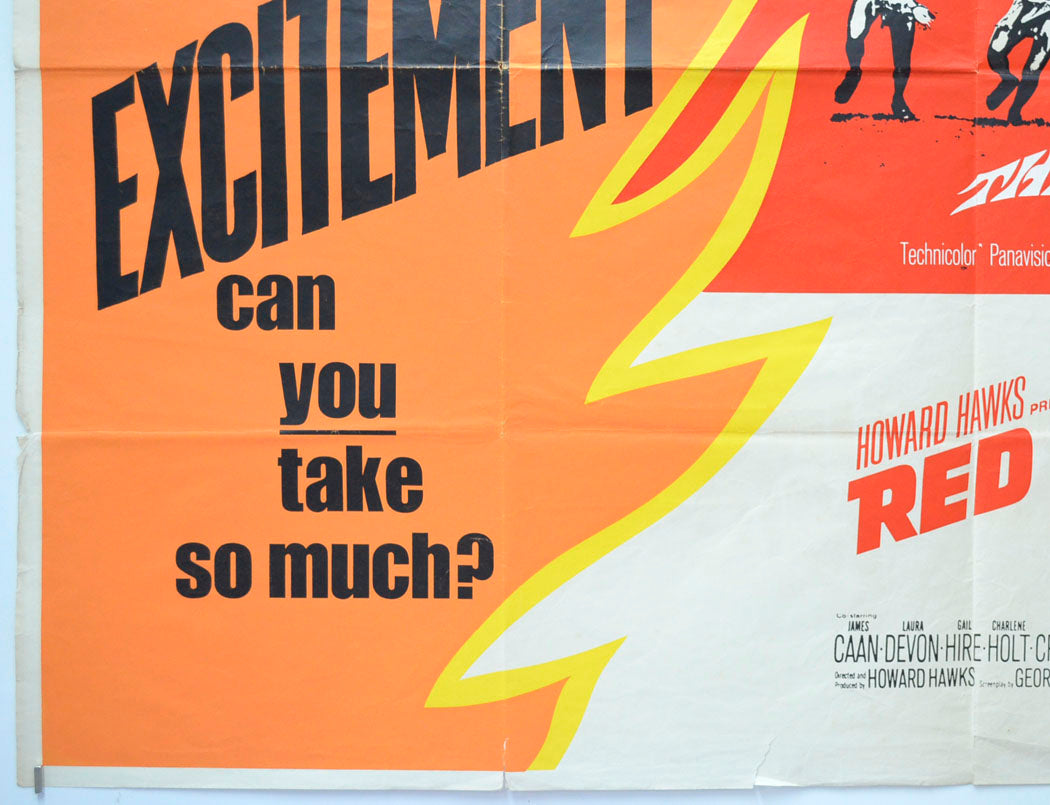 EXCITEMENT
can
you
take
so much?
Technicolor
HOWARD HAWKS
RED
Co-starring
JAMES LAURA GAIL CHARLENE
CAAN·DEVON·HIRE·HOLT·
Directed and
Produced by HOWARD HAWKS Screenplay by